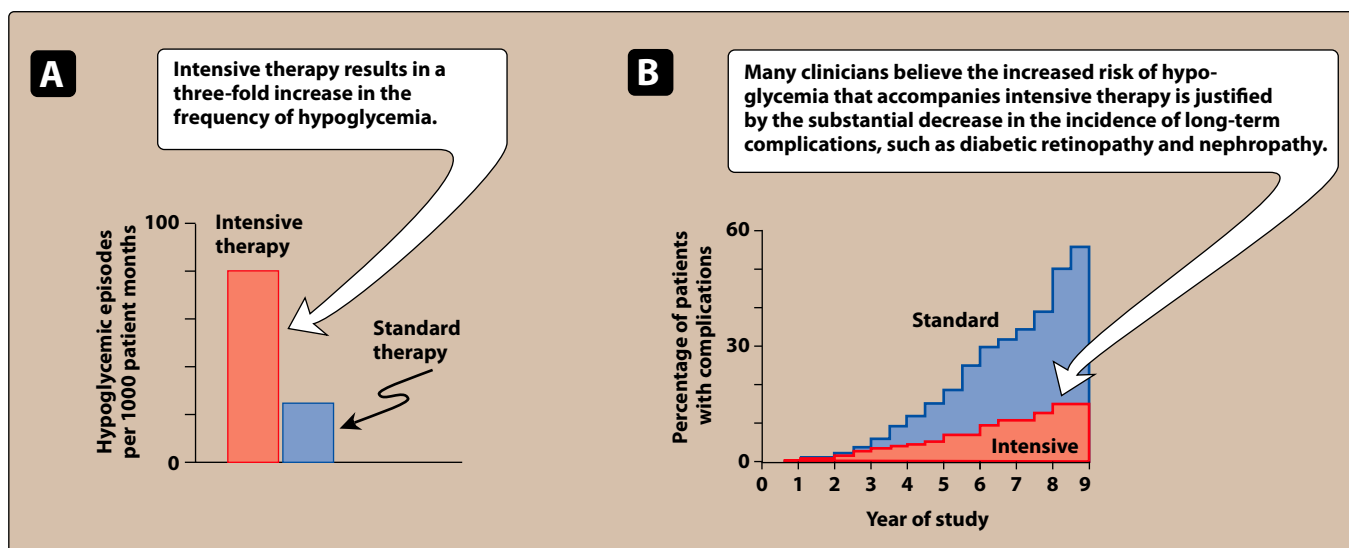 A
Intensive therapy results in a
three-fold increase in the
frequency of hypoglycemia.
Hypoglycemic episodes
per 1000 patient months
100
0
Intensive
therapy
Standard
therapy
B
Many clinicians believe the increased risk of hypo-
glycemia that accompanies intensive therapy is justified
by the substantial decrease in the incidence of long-term
complications, such as diabetic retinopathy and nephropathy.
Percentage of patients
with complications
60
30
0
Standard
Intensive
0 1 2 3 4 5 6 7 8 9
Year of study